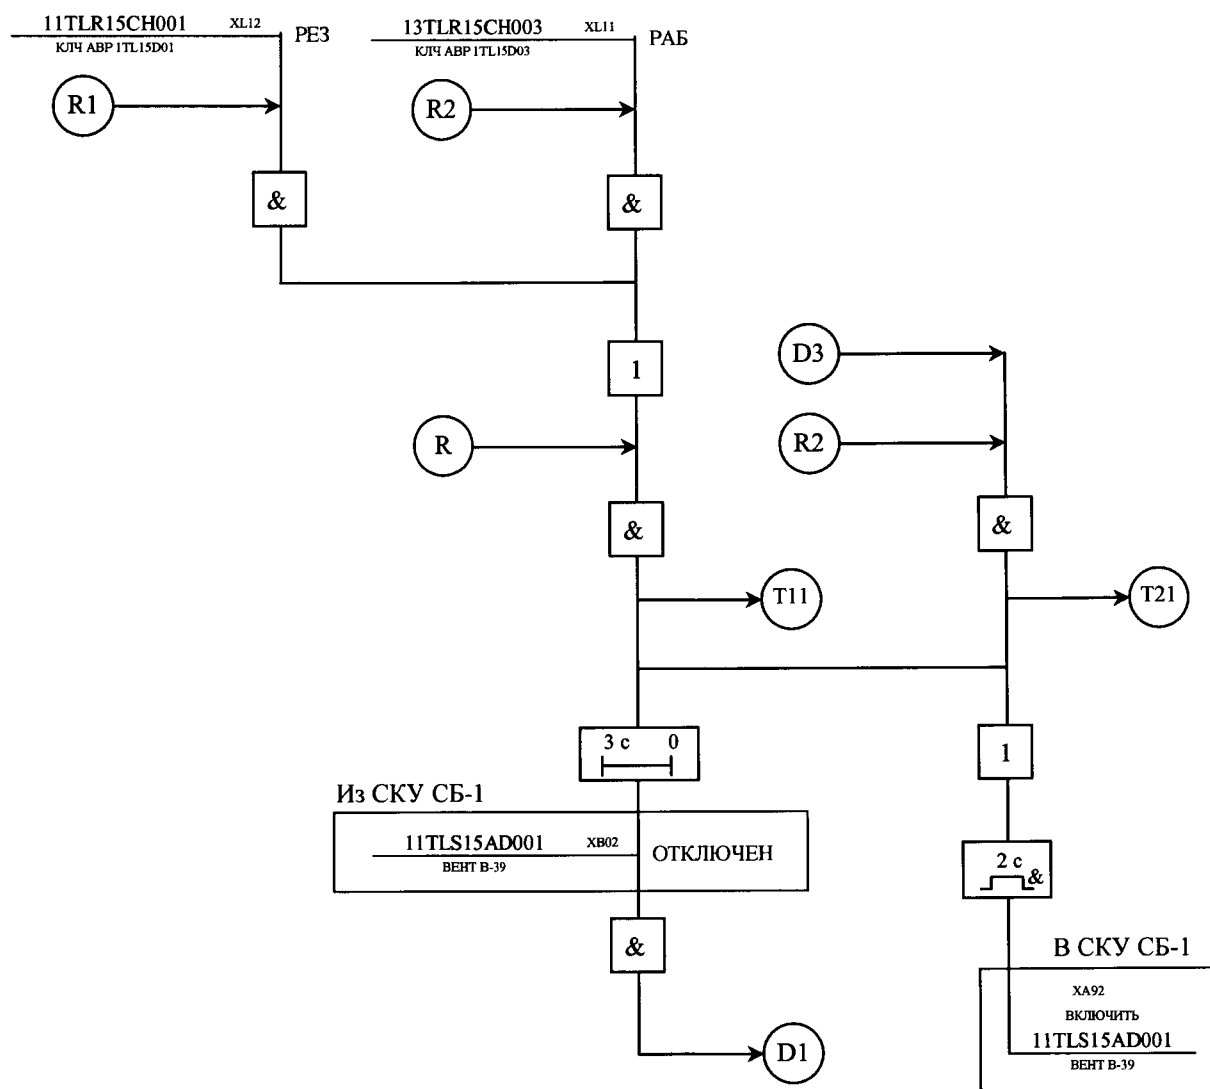 11TLR15CH001 XL12 РЕЗ
КЛЧ АВР 1TL15D01
13TLR15CH003 XL11 РАБ
КЛЧ АВР 1TL15D03
R1
R2
&
&
1
D3
R
R2
&
&
T11
T21
3 с 0
1
Из СКУ СБ-1
11TLS15AD001 XB02 ОТКЛЮЧЕН
ВЕНТ В-39
2 с
&
&
В СКУ СБ-1
XA92
ВКЛЮЧИТЬ
11TLS15AD001
ВЕНТ В-39
D1